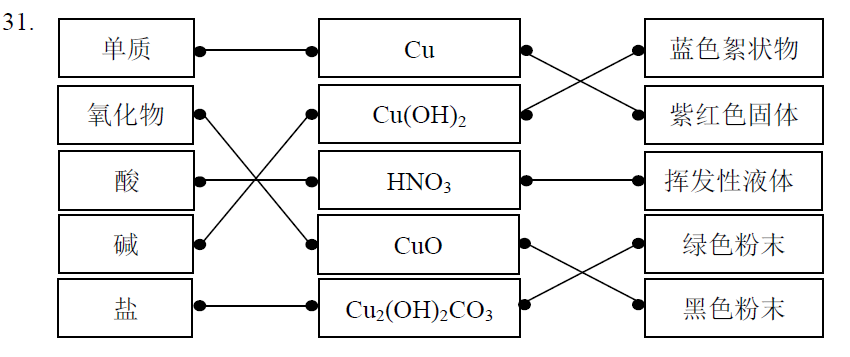 31.
单质 Cu 蓝色絮状物
氧化物 Cu(OH)₂ 紫红色固体
酸 HNO₃ 挥发性液体
碱 CuO 绿色粉末
盐 Cu₂(OH)₂CO₃ 黑色粉末